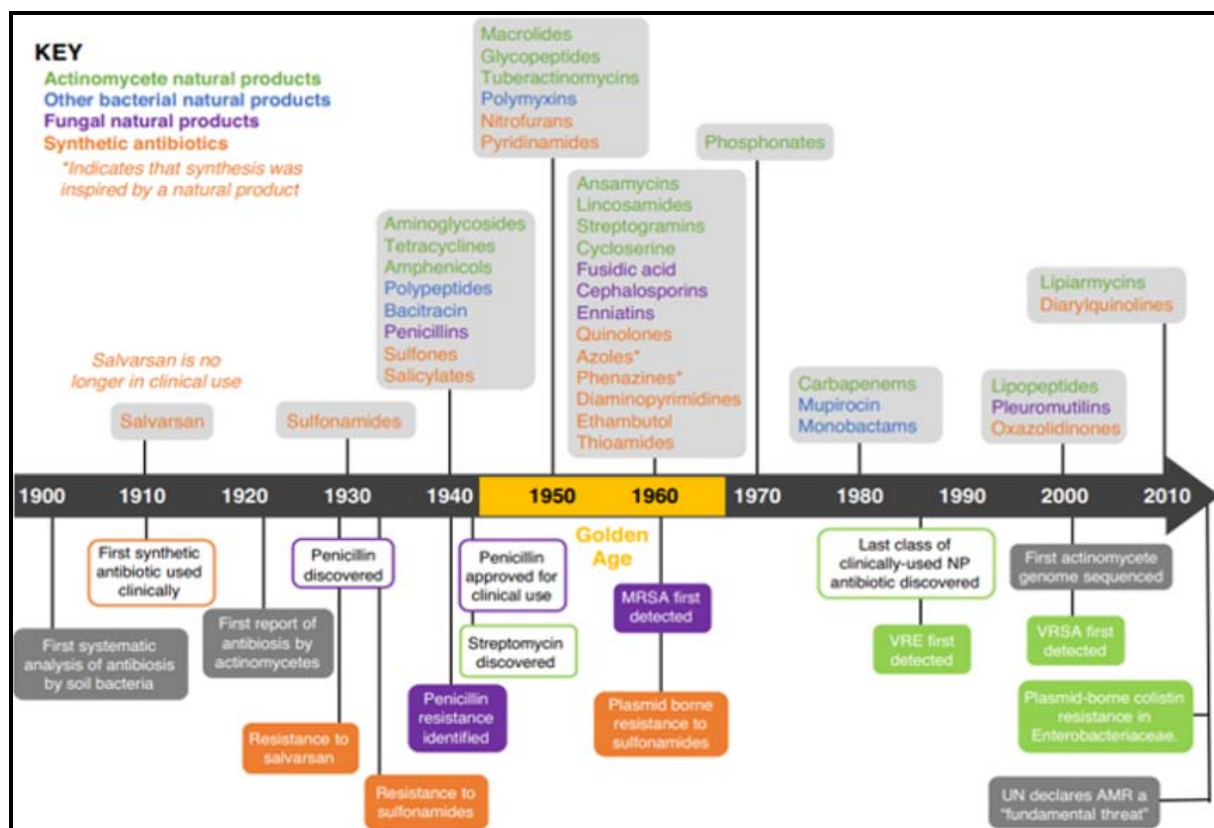 KEY
Actinomycete natural products
Other bacterial natural products
Fungal natural products
Synthetic antibiotics
*Indicates that synthesis was
inspired by a natural product
Macrolides
Glycopeptides
Tuberactinomycins
Polymyxins
Nitrofurans
Pyridinamides
Phosphonates
Aminoglycosides
Tetracyclines
Amphenicols
Polypeptides
Bacitracin
Penicillins
Sulfones
Salicylates
Ansamycins
Lincosamides
Streptogramins
Cycloserine
Fusidic acid
Cephalosporins
Enniatins
Quinolones
Azoles*
Phenazines*
Diaminopyrimidines
Ethambutol
Thioamides
Lipiarmycins
Diarylquinolines
Salvarsan is no
longer in clinical use
Salvarsan
Sulfonamides
Carbapenems
Mupirocin
Monobactams
Lipopeptides
Pleuromutilins
Oxazolidinones
1900 1910 1920 1930 1940 1950 1960 1970 1980 1990 2000 2010
Golden
Age
First synthetic
antibiotic used
clinically
Penicillin
discovered
Penicillin
approved for
clinical use
Last class of
clinically-used NP
antibiotic discovered
First actinomycete
genome sequenced
First systematic
analysis of antibiosis
by soil bacteria
First report of
antibiosis by
actinomycetes
Streptomycin
discovered
MRSA first
detected
VRE first
detected
VRSA first
detected
Resistance to
salvarsan
Penicillin
resistance
identified
Plasmid borne
resistance to
sulfonamides
Plasmid-borne colistin
resistance in
Enterobacteriaceae.
Resistance to
sulfonamides
UN declares AMR a
"fundamental threat"